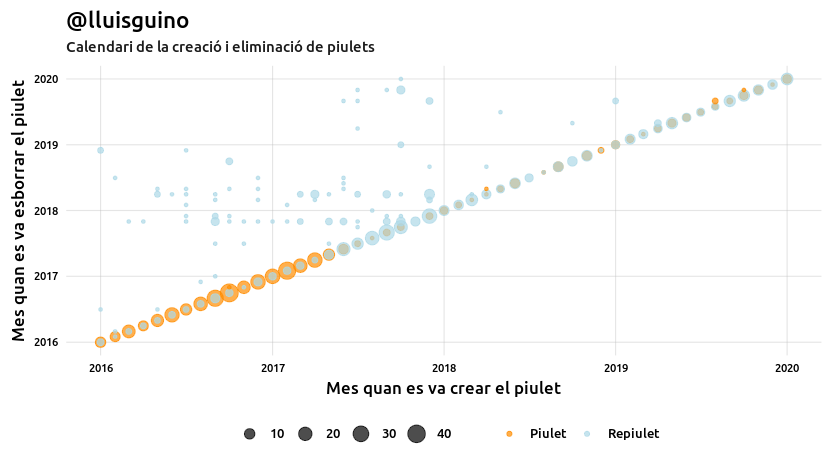 @lluisguino
Calendari de la creació i eliminació de piulets
Mes quan es va esborrar el piulet
2020
2019
2018
2017
2016
2016 2017 2018 2019 2020
Mes quan es va crear el piulet
10 20 30 40 Piulet Repiulet